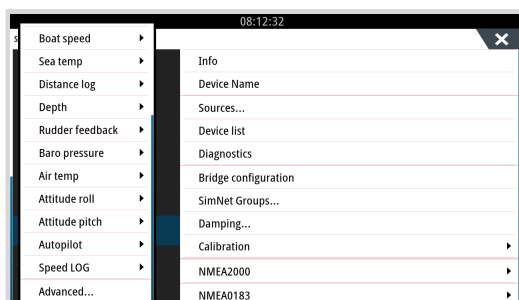 08:12:32
s
Boat speed
Sea temp
Distance log
Depth
Rudder feedback
Baro pressure
Air temp
Attitude roll
Attitude pitch
Autopilot
Speed LOG
Advanced...
Info
Device Name
Sources...
Device list
Diagnostics
Bridge configuration
SimNet Groups...
Damping...
Calibration
NMEA2000
NMEA0183